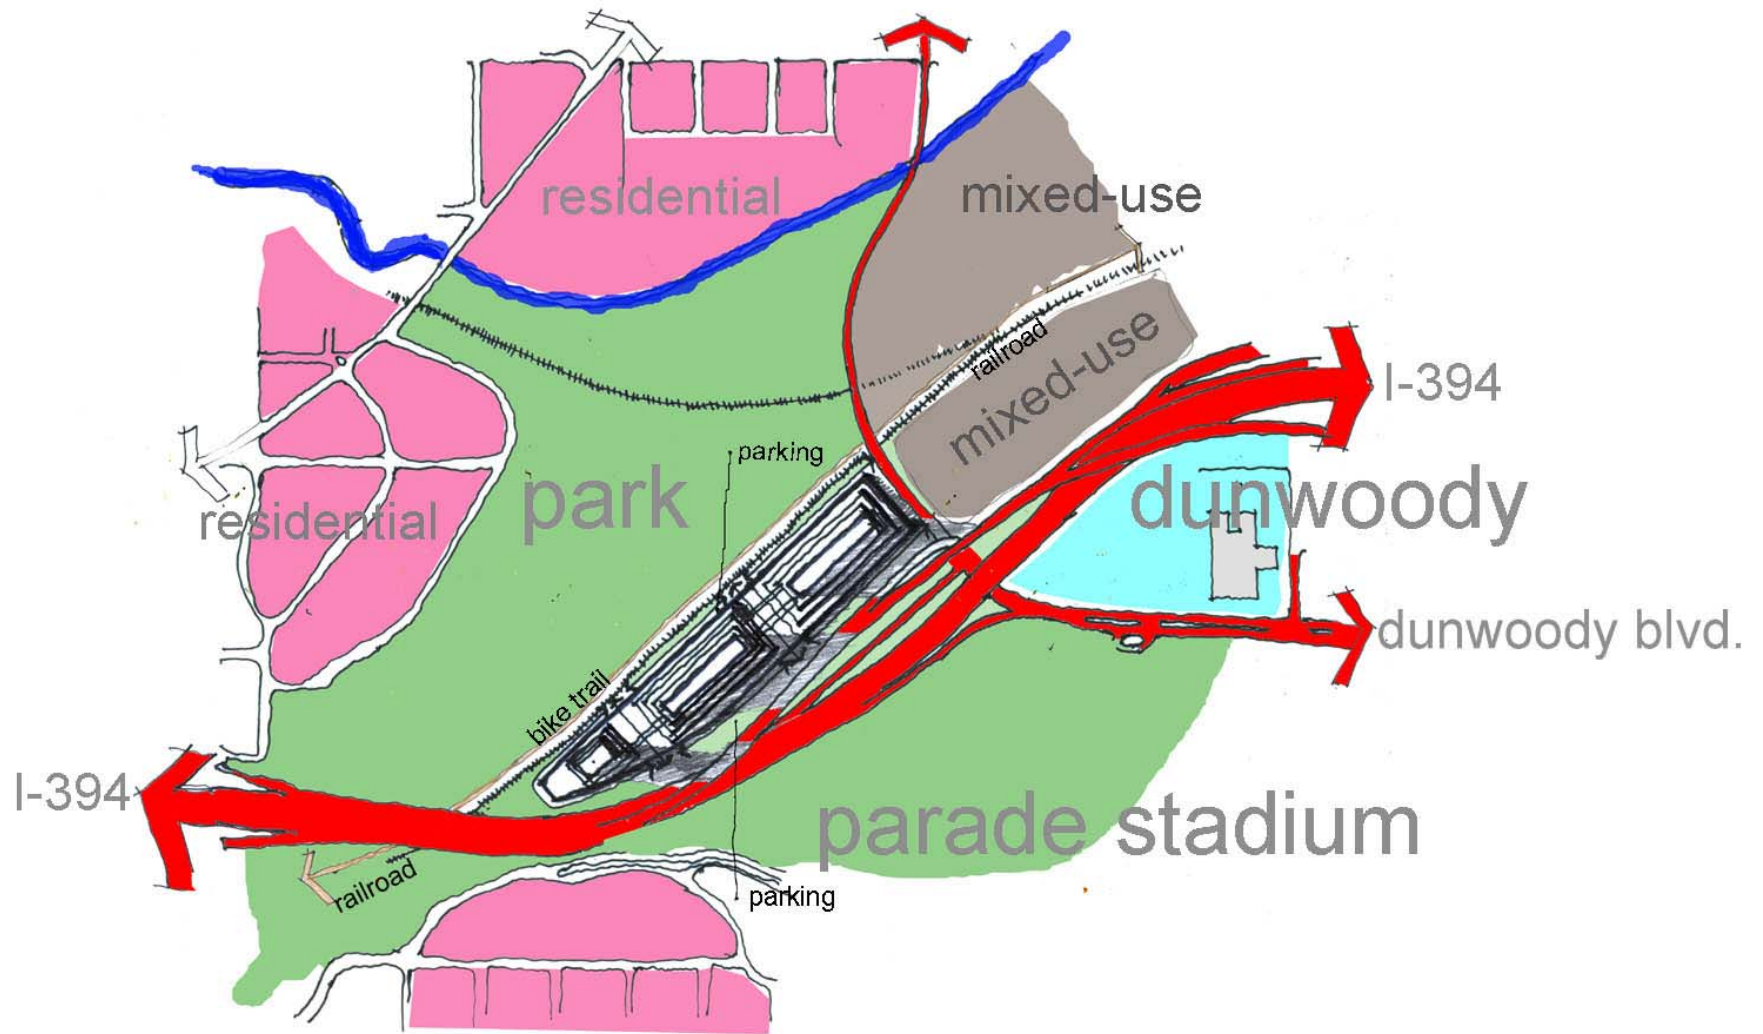 residential
mixed-use
railroad
mixed-use
I-394
parking
park
dunwoody
residential
dunwoody blvd.
bike trail
I-394
parade stadium
railroad
parking